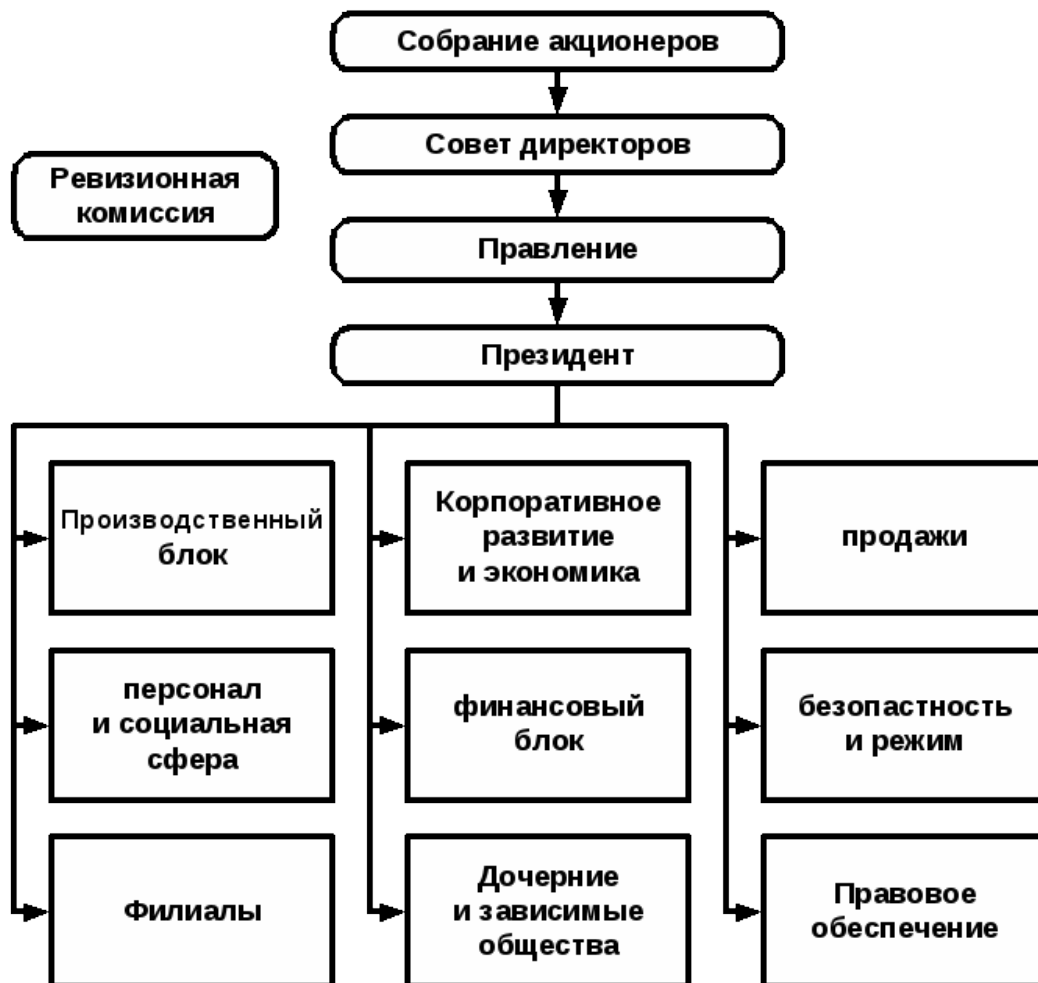 Собрание акционеров
Совет директоров
Ревизионная
комиссия
Правление
Президент
Производственный
блок
Корпоративное
развитие
и экономика
продажи
персонал
и социальная
сфера
финансовый
блок
безопастность
и режим
Филиалы
Дочерние
и зависимые
общества
Правовое
обеспечение